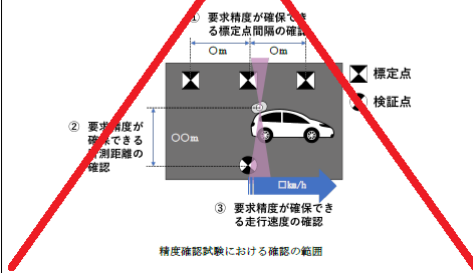 ① 要求精度が確保でき
る標定点間隔の確認
〇m 〇m
標定点
検証点
② 要求精度が
確保できる
計測距離の
確認
〇〇m
□km/h
③ 要求精度が確保でき
る走行速度の確認
精度確認試験における確認の範囲